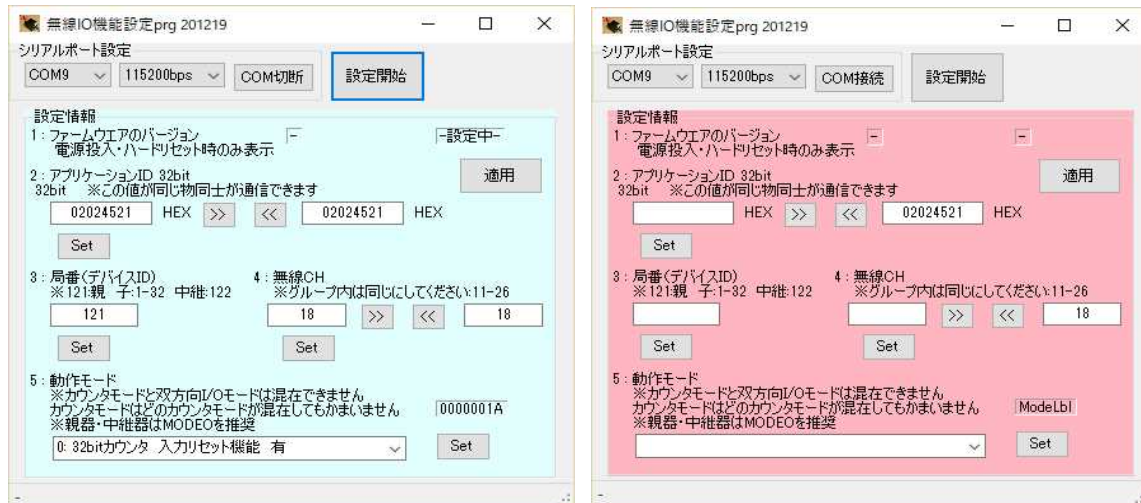 無線IO機能設定prg 201219
シリアルポート設定
COM9 115200bps COM切断 設定開始
設定情報
1:ファームウエアのバージョン - -設定中-
電源投入・ハードリセット時のみ表示
2:アプリケーションID 32bit 適用
32bit ※この値が同じ物同士が通信できます
02024521 HEX >> << 02024521 HEX
Set
3:局番(デバイスID) 4:無線CH
※121:親 子:1-32 中継:122 ※グループ内は同じにしてください:11-26
121 18 >> << 18
Set Set
5:動作モード
※カウンタモードと双方向I/Oモードは混在できません
カウンタモードはどのカウンタモードが混在してもかまいません 0000001A
※親器・中継器はMODE0を推奨
0: 32bitカウンタ 入力リセット機能 有 Set
-
無線IO機能設定prg 201219
シリアルポート設定
COM9 115200bps COM接続 設定開始
設定情報
1:ファームウエアのバージョン - -
電源投入・ハードリセット時のみ表示
2:アプリケーションID 32bit 適用
32bit ※この値が同じ物同士が通信できます
HEX >> << 02024521 HEX
Set
3:局番(デバイスID) 4:無線CH
※121:親 子:1-32 中継:122 ※グループ内は同じにしてください:11-26
>> << 18
Set Set
5:動作モード
※カウンタモードと双方向I/Oモードは混在できません
カウンタモードはどのカウンタモードが混在してもかまいません ModeLbl
※親器・中継器はMODE0を推奨
Set
-